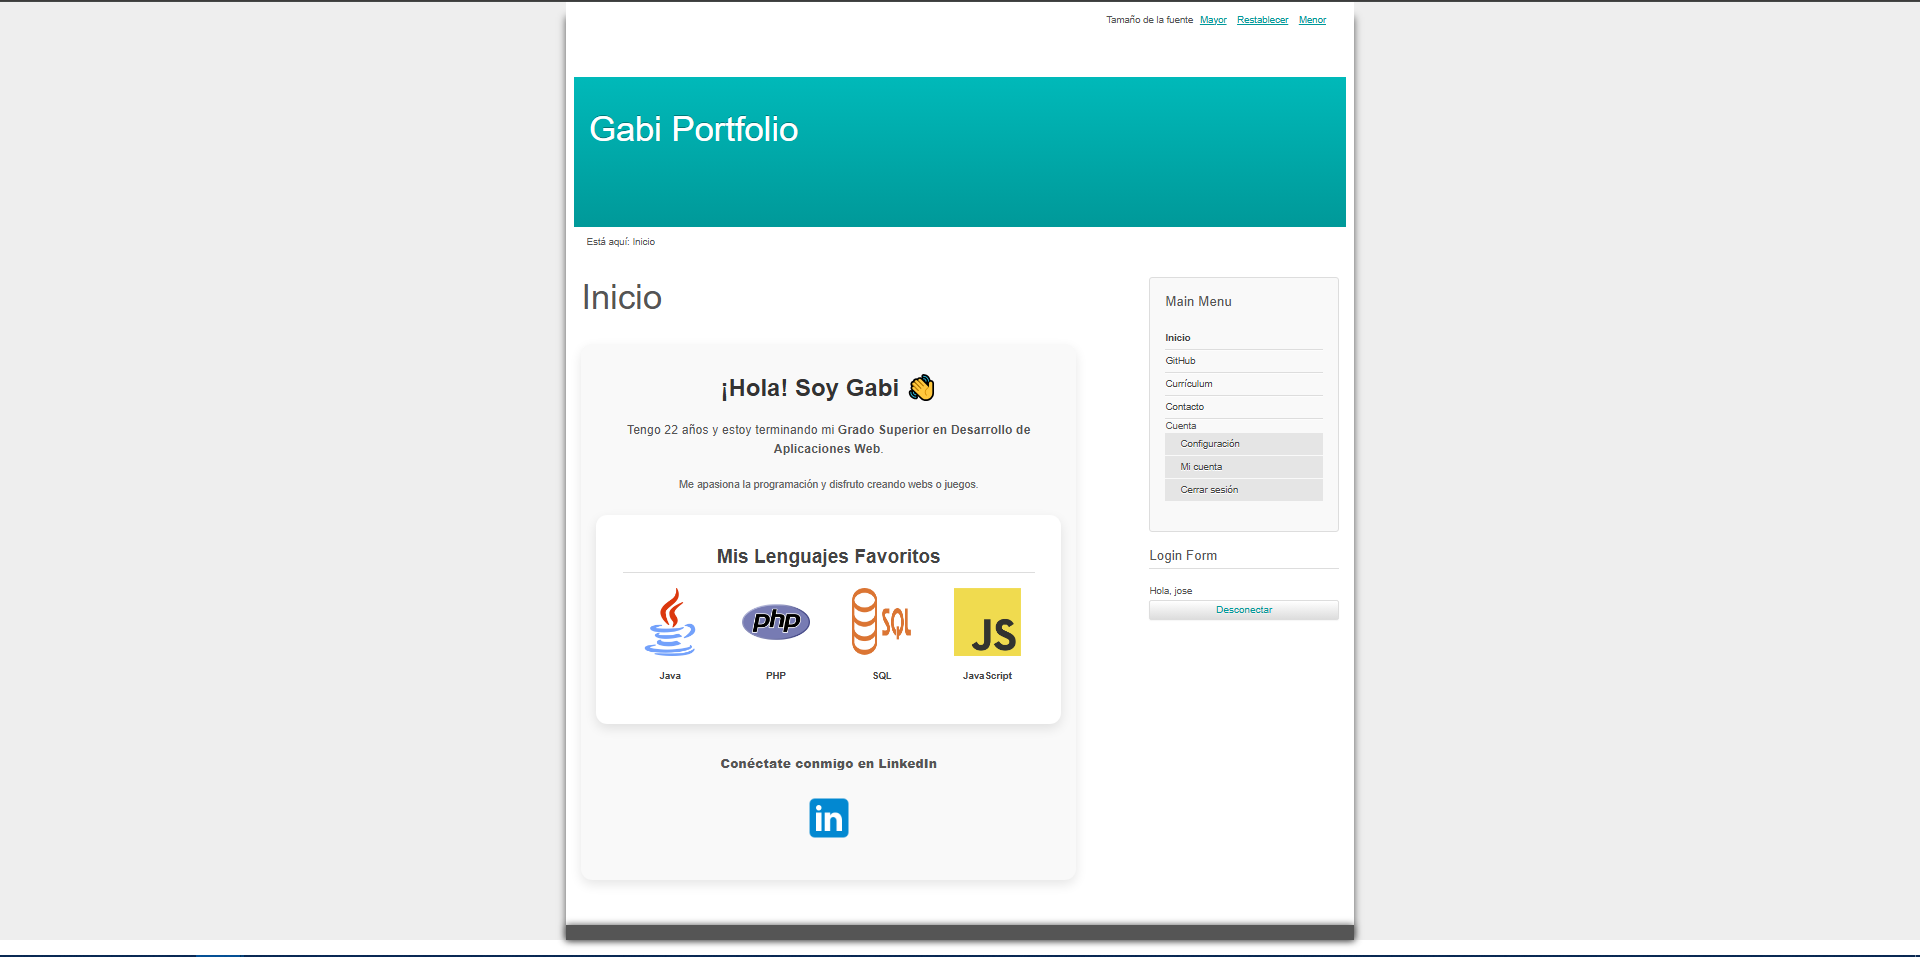 Tamaño de la fuente Mayor Restablecer Menor
Gabi Portfolio
Está aquí: Inicio
Inicio
¡Hola! Soy Gabi 👋
Tengo 22 años y estoy terminando mi Grado Superior en Desarrollo de
Aplicaciones Web.
Me apasiona la programación y disfruto creando webs o juegos.
Mis Lenguajes Favoritos
php
SQL
JS
Java PHP SQL JavaScript
Conéctate conmigo en LinkedIn
in
Main Menu
Inicio
GitHub
Currículum
Contacto
Cuenta
Configuración
Mi cuenta
Cerrar sesión
Login Form
Hola, jose
Desconectar